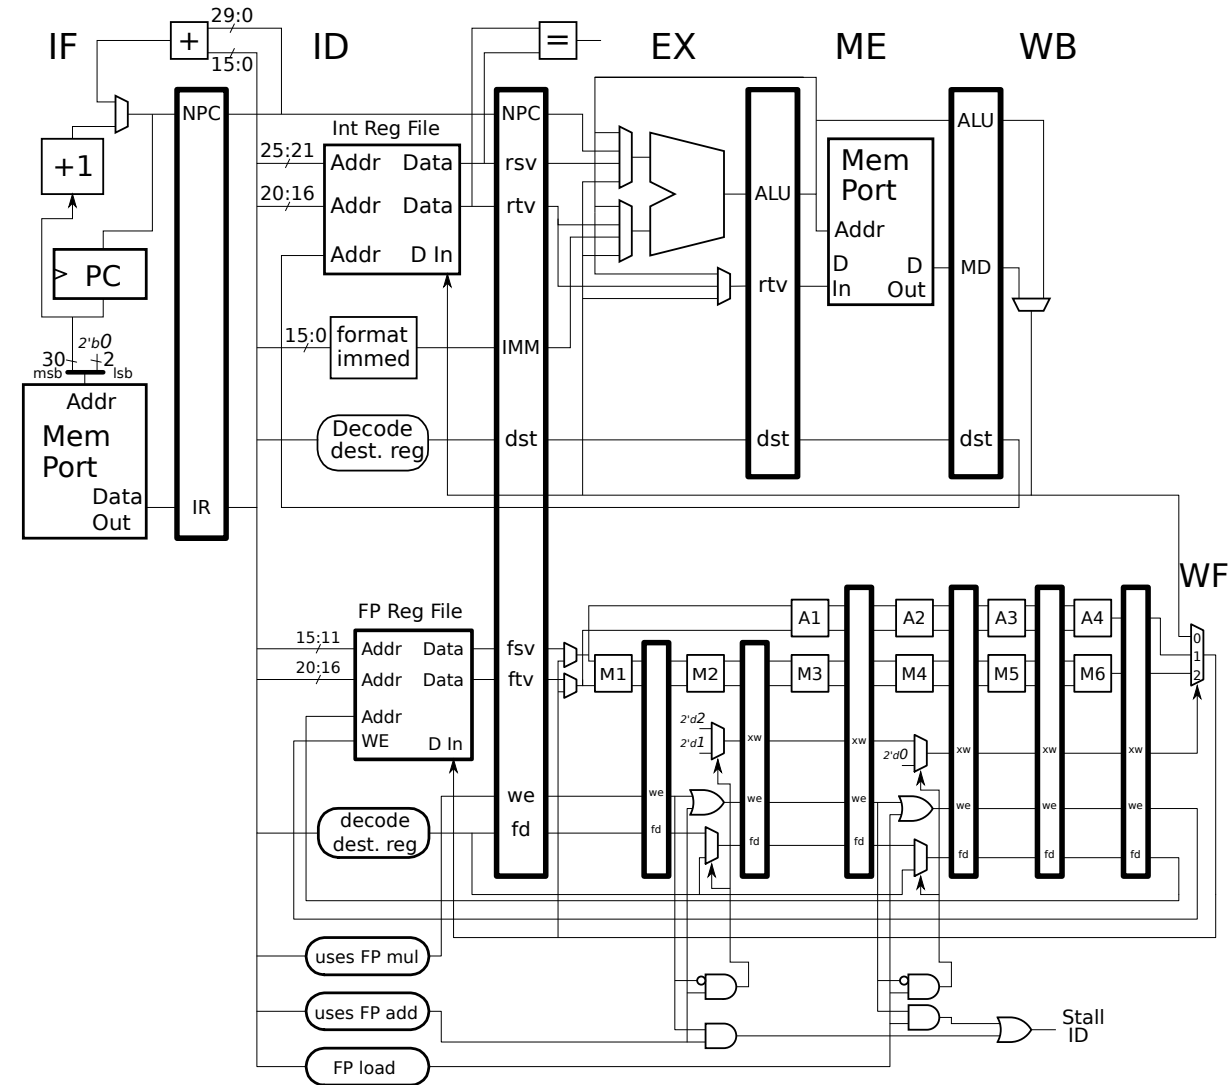 IF
+
29:0
15:0
ID
=
EX
ME
WB
NPC
NPC
ALU
+1
Int Reg File
25:21
Addr
Data
rsv
20:16
Addr
Data
rtv
Addr
D In
ALU
Mem
Port
Addr
D
In
D
Out
MD
PC
rtv
2'b0
30
2
msb
lsb
15:0
format
immed
IMM
Addr
Mem
Port
Data
Out
IR
Decode
dest. reg
dst
dst
dst
WF
FP Reg File
15:11
Addr
Data
fsv
20:16
Addr
Data
ftv
Addr
WE
D In
A1
A2
A3
A4
M1
M2
M3
M4
M5
M6
0
1
2
2'd2
2'd1
xw
xw
2'd0
xw
xw
xw
we
we
we
we
we
we
we
fd
fd
fd
fd
fd
fd
fd
decode
dest. reg
uses FP mul
uses FP add
FP load
Stall
ID